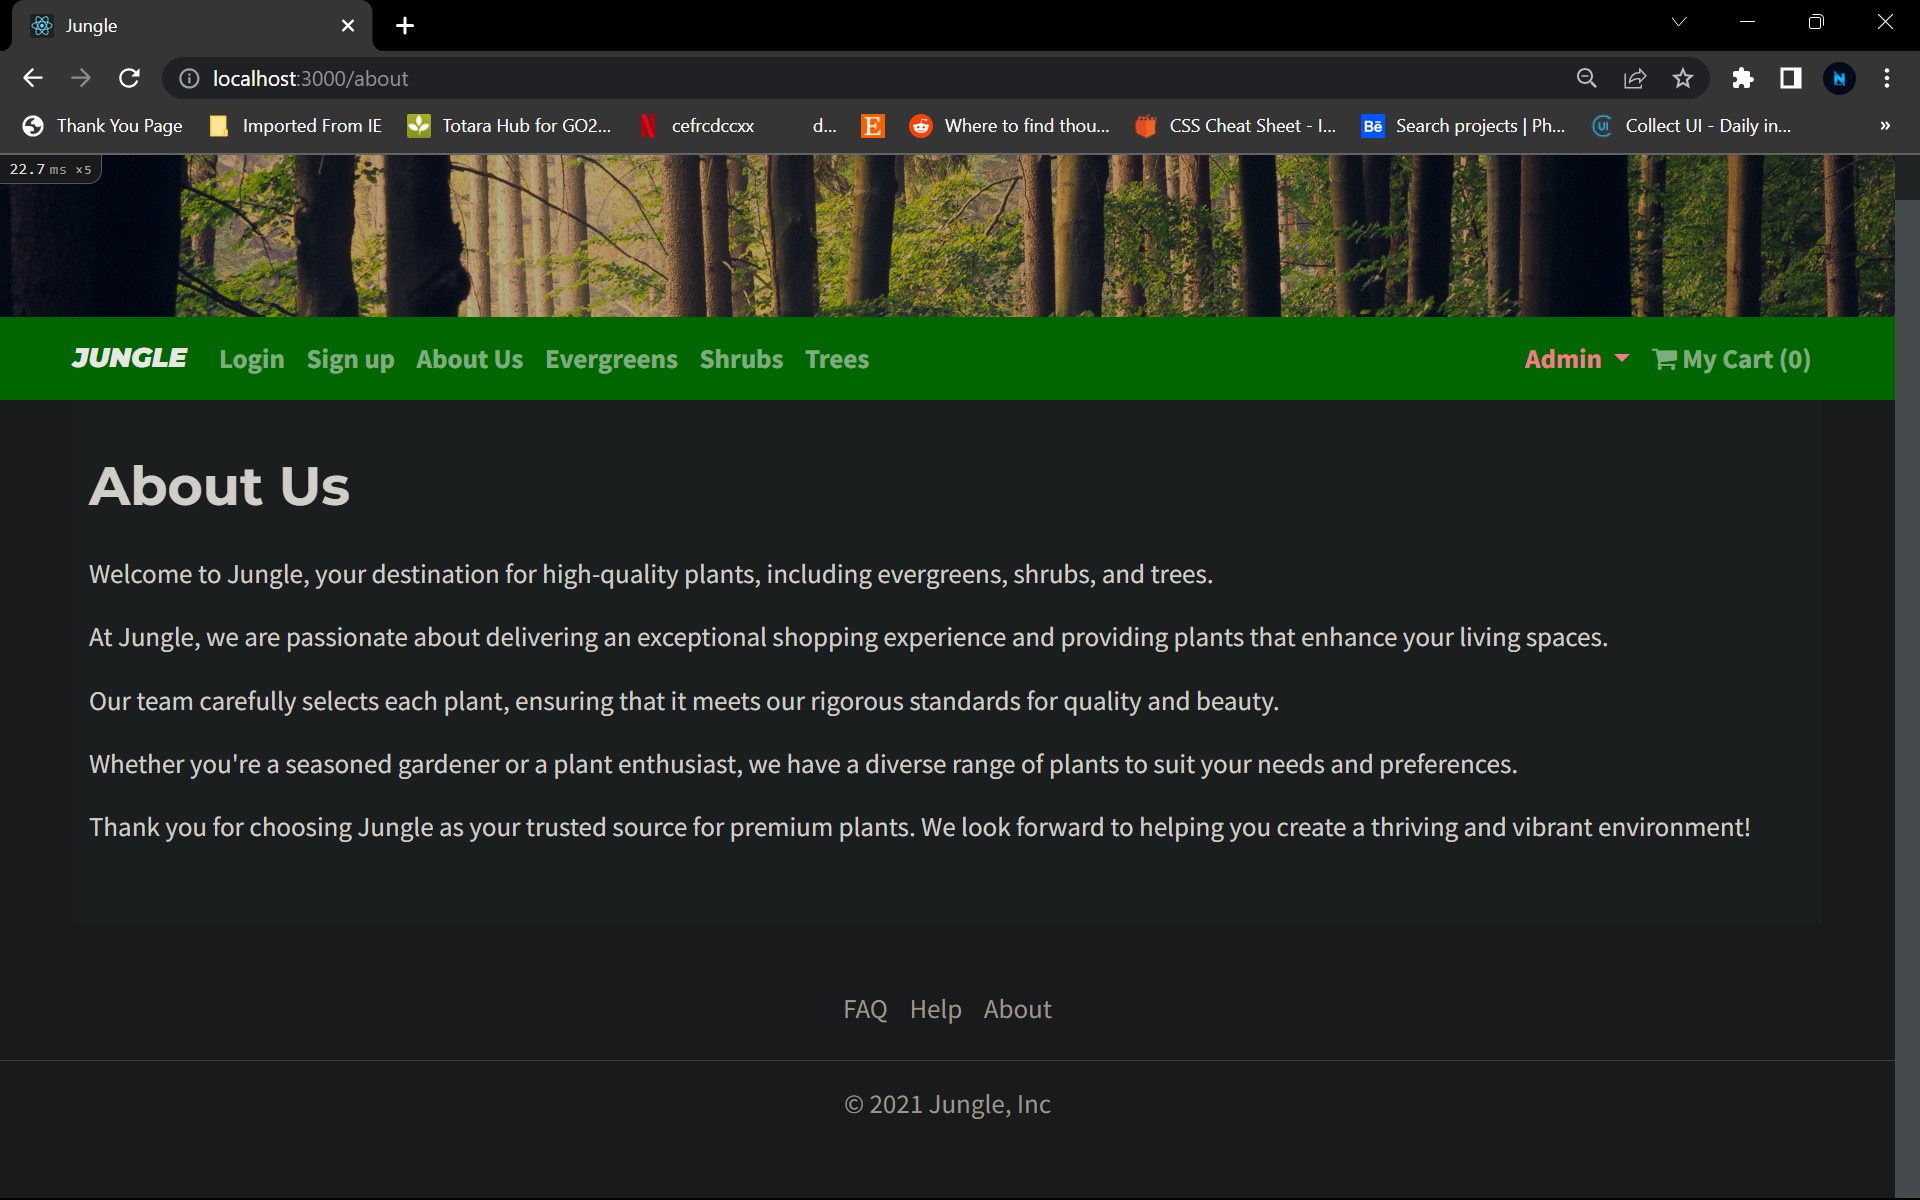 Jungle
localhost:3000/about
Thank You Page Imported From IE Totara Hub for GO2... cefrcdccxx d... Where to find thou... CSS Cheat Sheet - I... Search projects | Ph... Collect UI - Daily in... »
22.7 ms x5
JUNGLE Login Sign up About Us Evergreens Shrubs Trees Admin My Cart (0)
About Us
Welcome to Jungle, your destination for high-quality plants, including evergreens, shrubs, and trees.
At Jungle, we are passionate about delivering an exceptional shopping experience and providing plants that enhance your living spaces.
Our team carefully selects each plant, ensuring that it meets our rigorous standards for quality and beauty.
Whether you're a seasoned gardener or a plant enthusiast, we have a diverse range of plants to suit your needs and preferences.
Thank you for choosing Jungle as your trusted source for premium plants. We look forward to helping you create a thriving and vibrant environment!
FAQ Help About
© 2021 Jungle, Inc